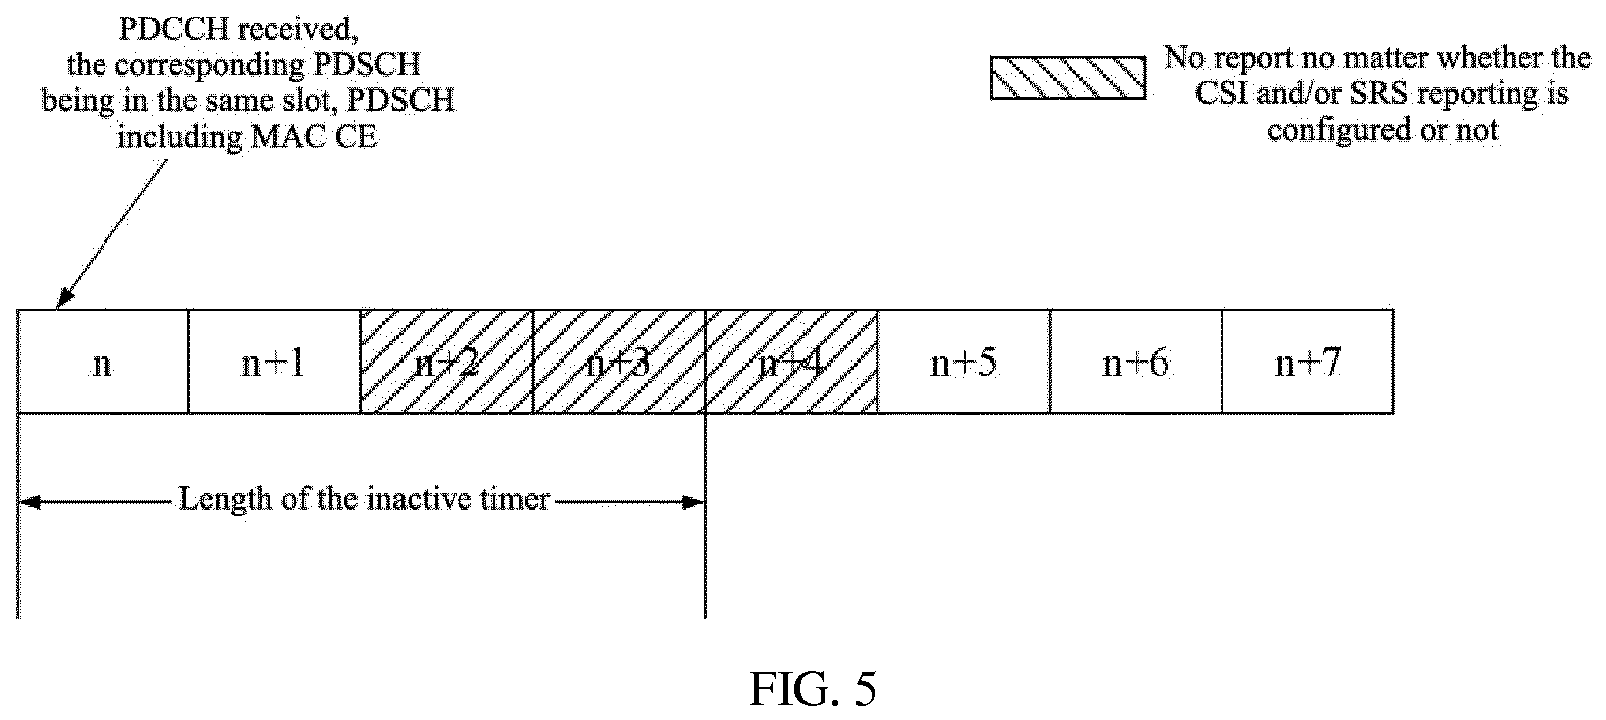 PDCCH received,
the corresponding PDSCH
being in the same slot, PDSCH
including MAC CE
No report no matter whether the
CSI and/or SRS reporting is
configured or not
n
n+1
n+2
n+3
n+4
n+5
n+6
n+7
Length of the inactive timer
FIG. 5